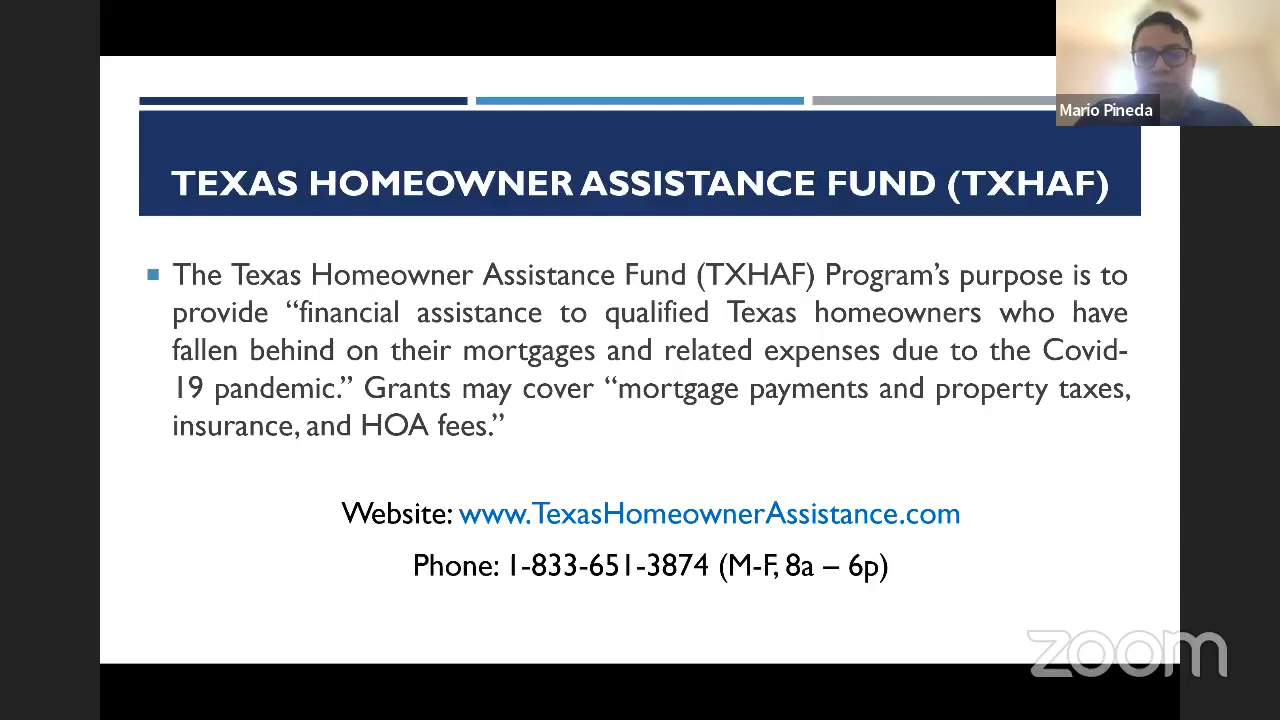 Mario Pineda
TEXAS HOMEOWNER ASSISTANCE FUND (TXHAF)
The Texas Homeowner Assistance Fund (TXHAF) Program’s purpose is to
provide “financial assistance to qualified Texas homeowners who have
fallen behind on their mortgages and related expenses due to the Covid-
19 pandemic.” Grants may cover “mortgage payments and property taxes,
insurance, and HOA fees.”
Website: www.TexasHomeownerAssistance.com
Phone: 1-833-651-3874 (M-F, 8a – 6p)
zoom